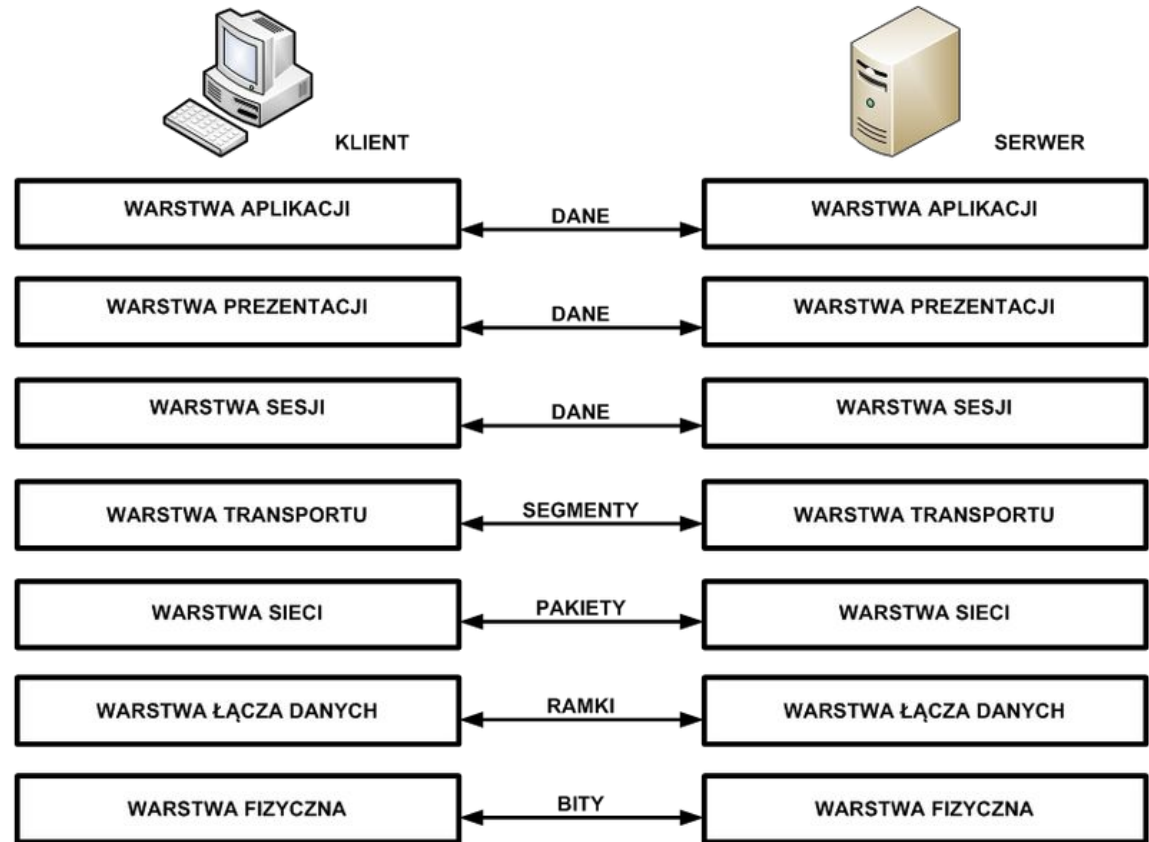 KLIENT
SERWER
WARSTWA APLIKACJI
DANE
WARSTWA APLIKACJI
WARSTWA PREZENTACJI
DANE
WARSTWA PREZENTACJI
WARSTWA SESJI
DANE
WARSTWA SESJI
WARSTWA TRANSPORTU
SEGMENTY
WARSTWA TRANSPORTU
WARSTWA SIECI
PAKIETY
WARSTWA SIECI
WARSTWA ŁĄCZA DANYCH
RAMKI
WARSTWA ŁĄCZA DANYCH
WARSTWA FIZYCZNA
BITY
WARSTWA FIZYCZNA